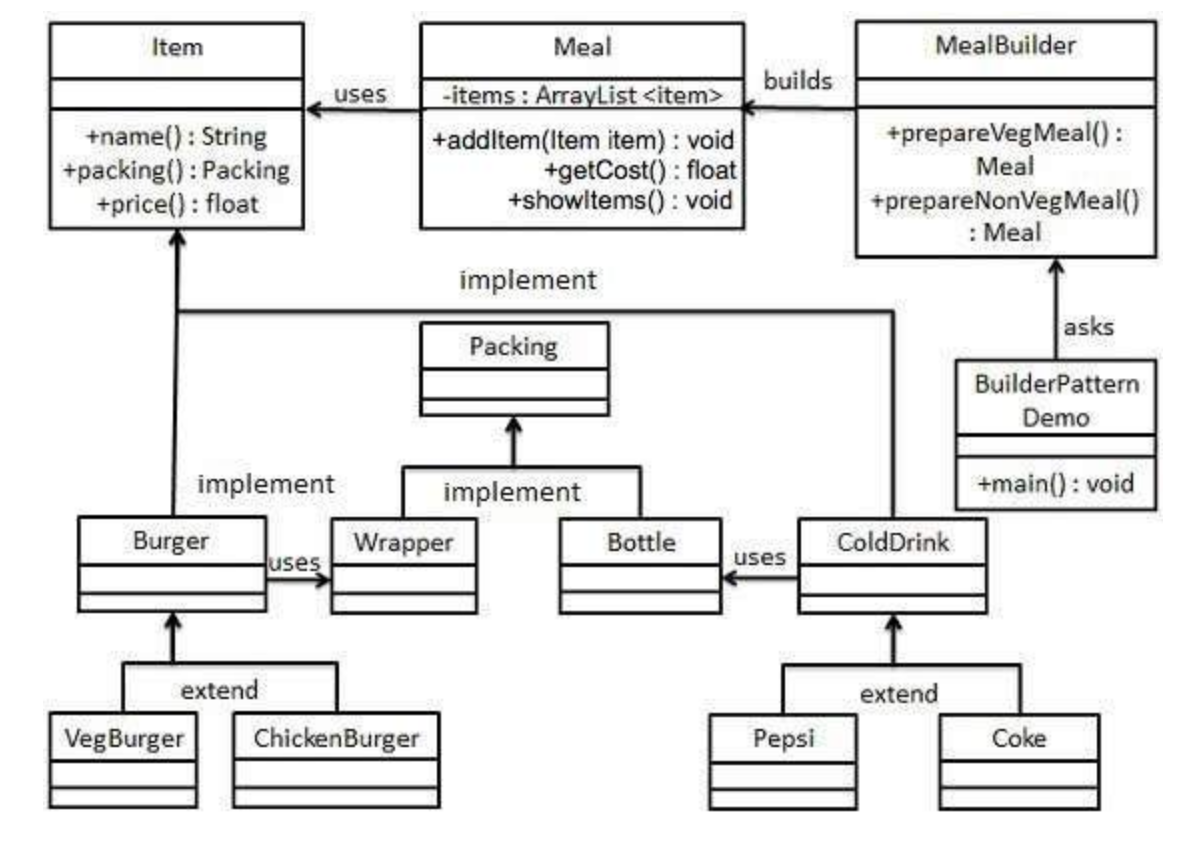 Item
+name() : String
+packing() : Packing
+price() : float
uses
Meal
-items : ArrayList <item>
+addItem(Item item) : void
+getCost() : float
+showItems() : void
builds
MealBuilder
+prepareVegMeal() :
Meal
+prepareNonVegMeal()
: Meal
implement
asks
BuilderPattern
Demo
+main() : void
Packing
implement
implement
Burger
uses
Wrapper
Bottle
uses
ColdDrink
extend
extend
VegBurger
ChickenBurger
Pepsi
Coke